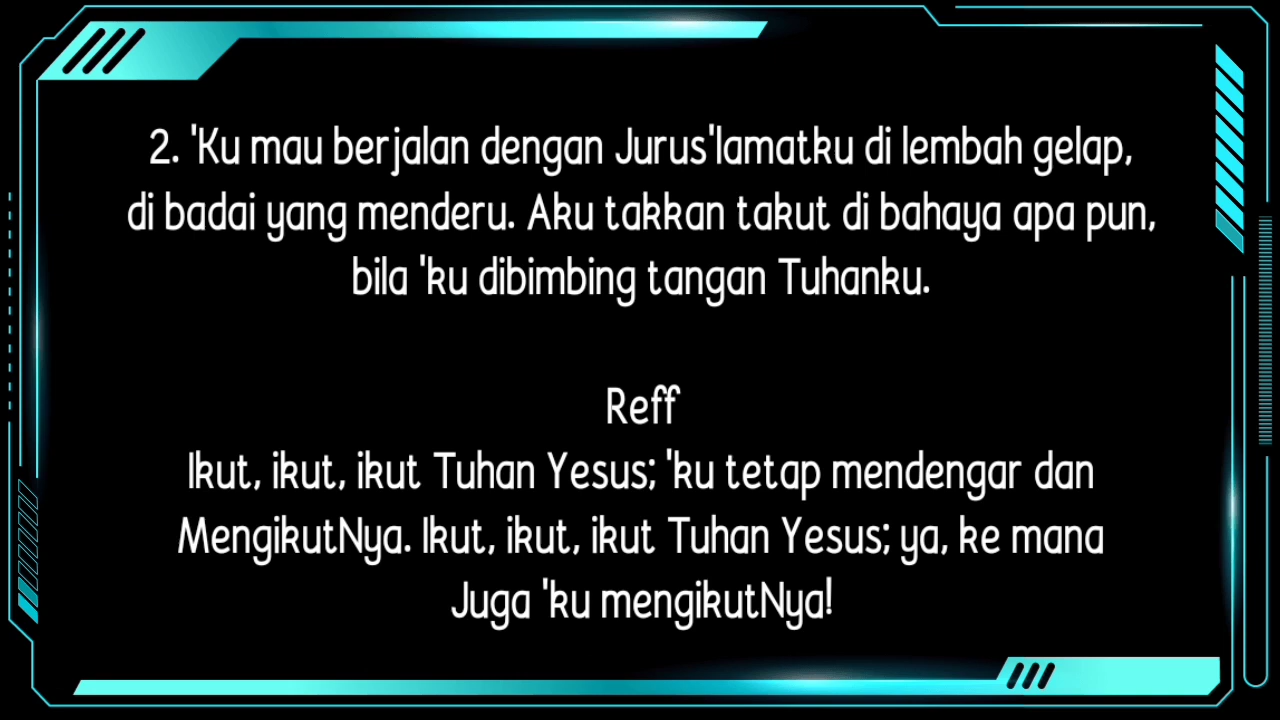 2. 'Ku mau berjalan dengan Jurus'lamatku di lembah gelap,
di badai yang menderu. Aku takkan takut di bahaya apa pun,
bila 'ku dibimbing tangan Tuhanku.
Reff
Ikut, ikut, ikut Tuhan Yesus; 'ku tetap mendengar dan
MengikutNya. Ikut, ikut, ikut Tuhan Yesus; ya, ke mana
Juga 'ku mengikutNya!